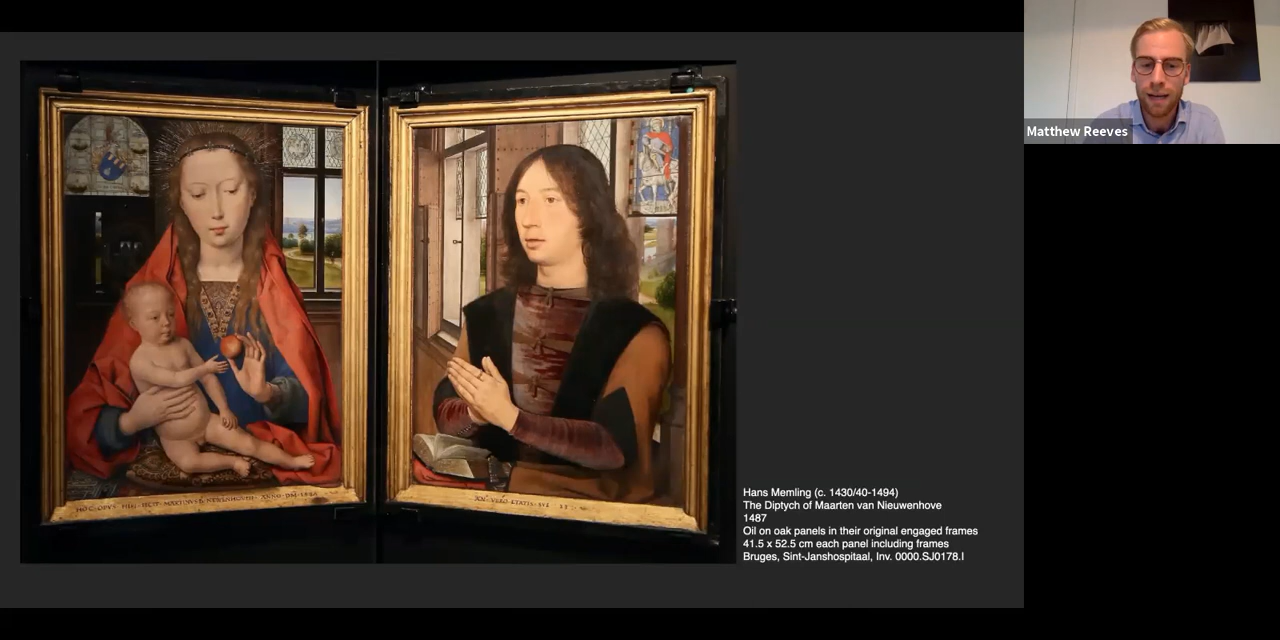 Matthew Reeves
HOC·OPVS·
Hans Memling (c. 1430/40-1494)
The Diptych of Maarten van Nieuwenhove
1487
Oil on oak panels in their original engaged frames
41.5 x 52.5 cm each panel including frames
Bruges, Sint-Janshospitaal, Inv. 0000.SJ0178.I